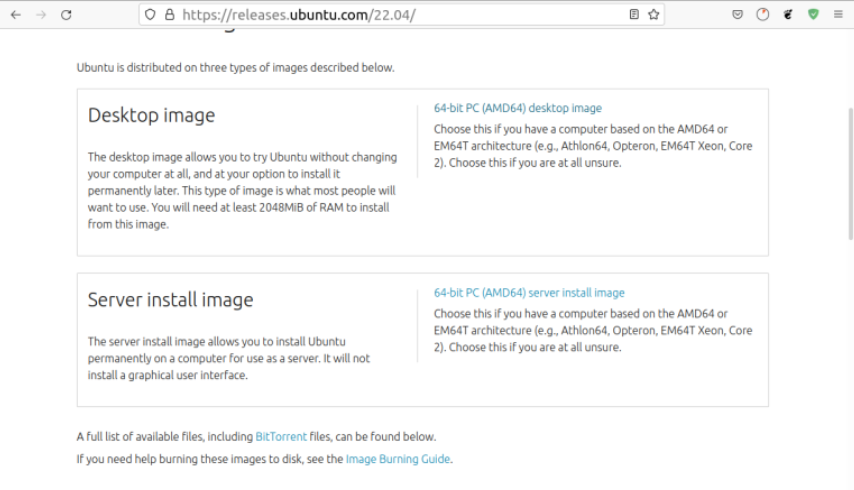 https://releases.ubuntu.com/22.04/
Ubuntu is distributed on three types of images described below.
Desktop image
The desktop image allows you to try Ubuntu without changing
your computer at all, and at your option to install it
permanently later. This type of image is what most people will
want to use. You will need at least 2048MiB of RAM to install
from this image.
64-bit PC (AMD64) desktop image
Choose this if you have a computer based on the AMD64 or
EM64T architecture (e.g., Athlon64, Opteron, EM64T Xeon, Core
2). Choose this if you are at all unsure.
Server install image
The server install image allows you to install Ubuntu
permanently on a computer for use as a server. It will not
install a graphical user interface.
64-bit PC (AMD64) server install image
Choose this if you have a computer based on the AMD64 or
EM64T architecture (e.g., Athlon64, Opteron, EM64T Xeon, Core
2). Choose this if you are at all unsure.
A full list of available files, including BitTorrent files, can be found below.
If you need help burning these images to disk, see the Image Burning Guide.